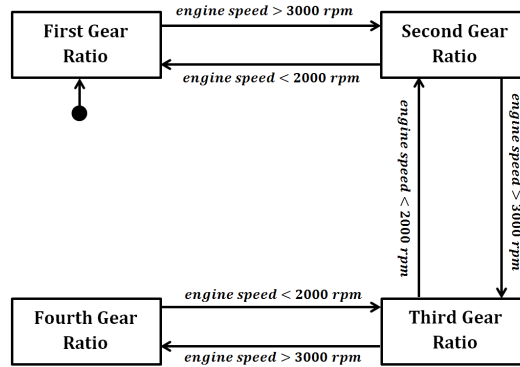 engine speed > 3000 rpm
First Gear
Ratio
Second Gear
Ratio
engine speed < 2000 rpm
engine speed < 2000 rpm
engine speed > 3000 rpm
engine speed < 2000 rpm
Fourth Gear
Ratio
Third Gear
Ratio
engine speed > 3000 rpm